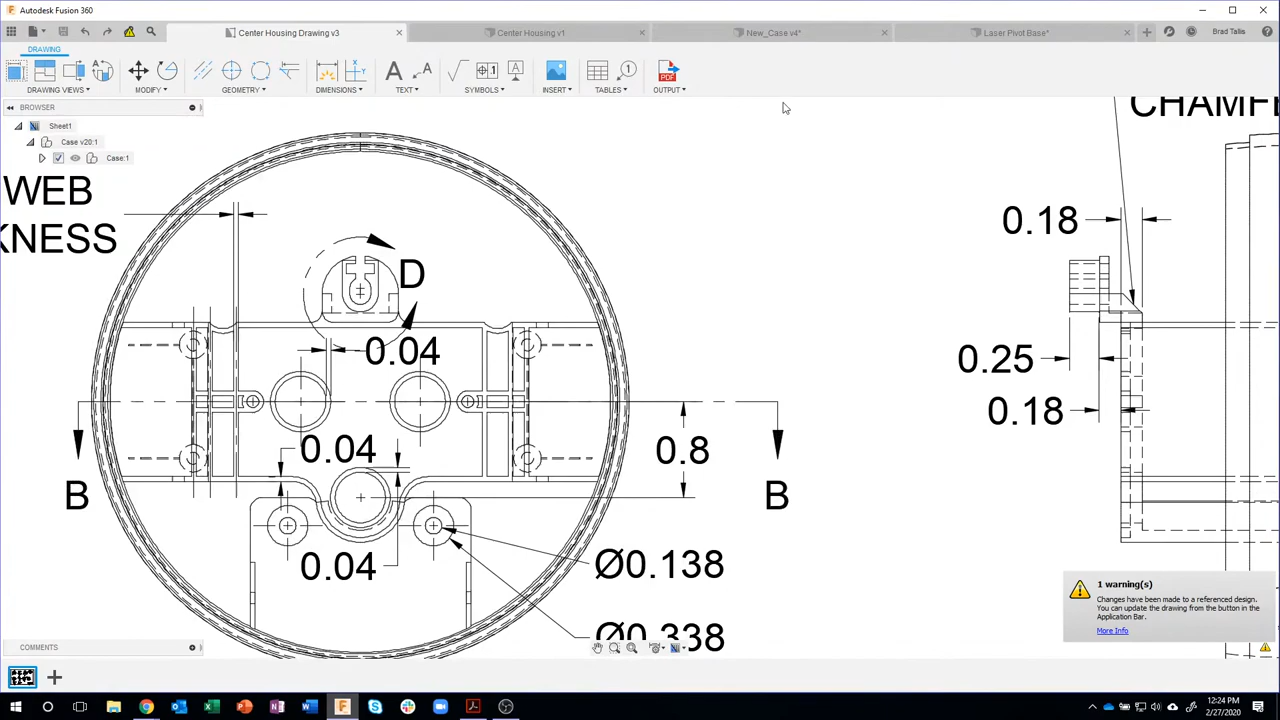 Autodesk Fusion 360
Center Housing Drawing v3
Center Housing v1
New_Case v4*
Laser Pivot Base*
Brad Tallis
DRAWING
DRAWING VIEWS
MODIFY
GEOMETRY
DIMENSIONS
TEXT
SYMBOLS
INSERT
TABLES
OUTPUT
PDF
BROWSER
Sheet1
Case v20:1
Case:1
WEB
KNESS
CHAMFE
D
0.04
0.04
0.04
0.8
B
B
Ø0.138
Ø0.338
0.18
0.25
0.18
1 warning(s)
Changes have been made to a referenced design.
You can update the drawing from the button in the
Application Bar.
More Info
COMMENTS
12:24 PM
2/27/2020